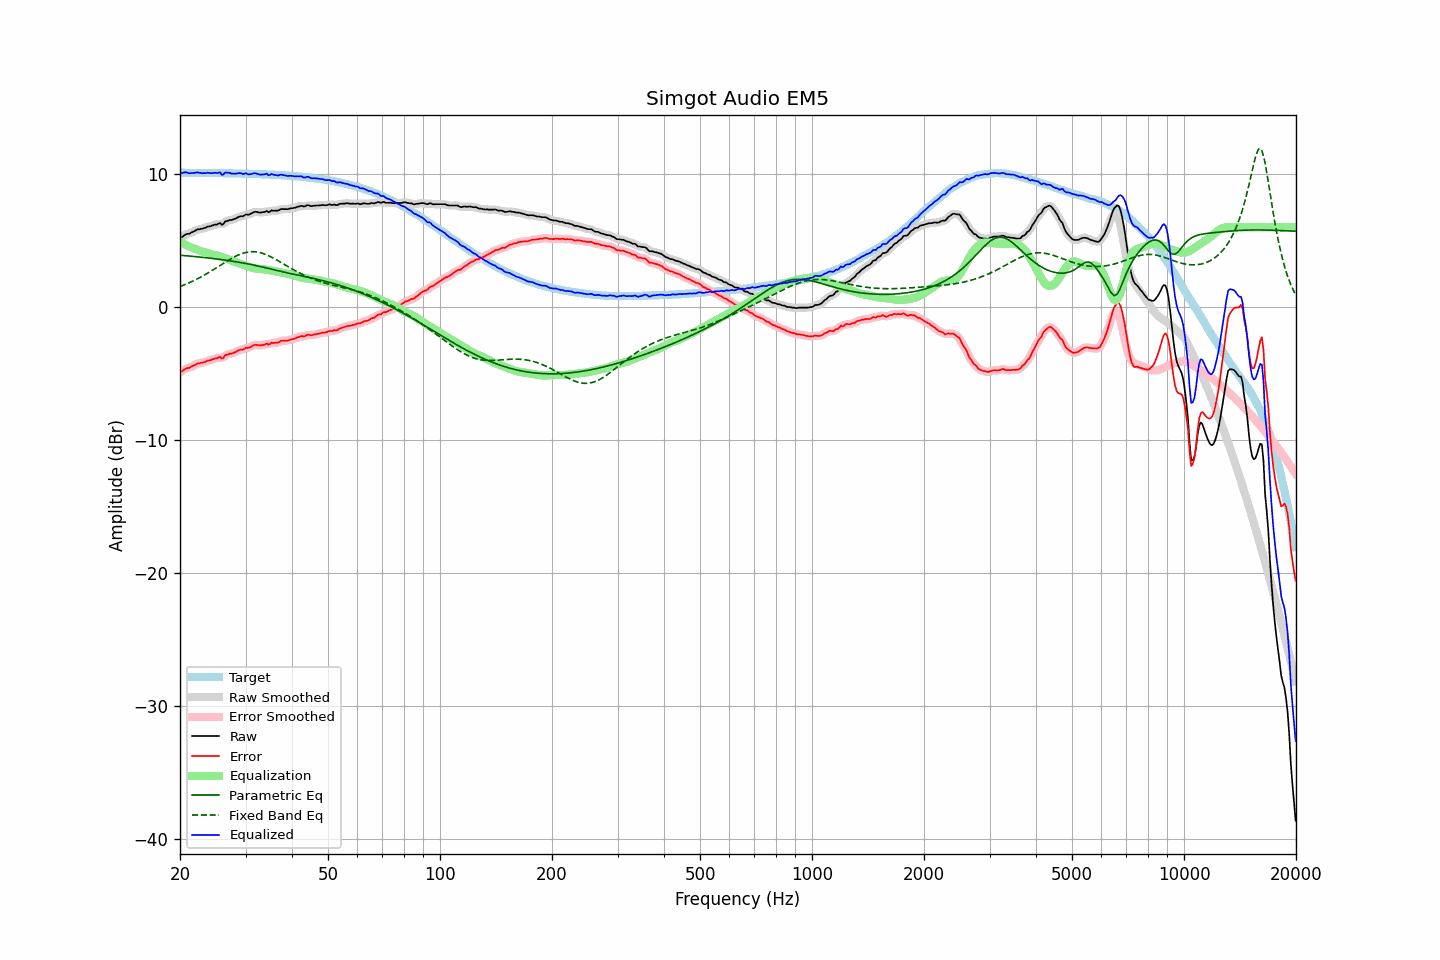 Simgot Audio EM5
10
0
−10
−20
−30
−40
Amplitude (dBr)
Target
Raw Smoothed
Error Smoothed
Raw
Error
Equalization
Parametric Eq
Fixed Band Eq
Equalized
20 50 100 200 500 1000 2000 5000 10000 20000
Frequency (Hz)